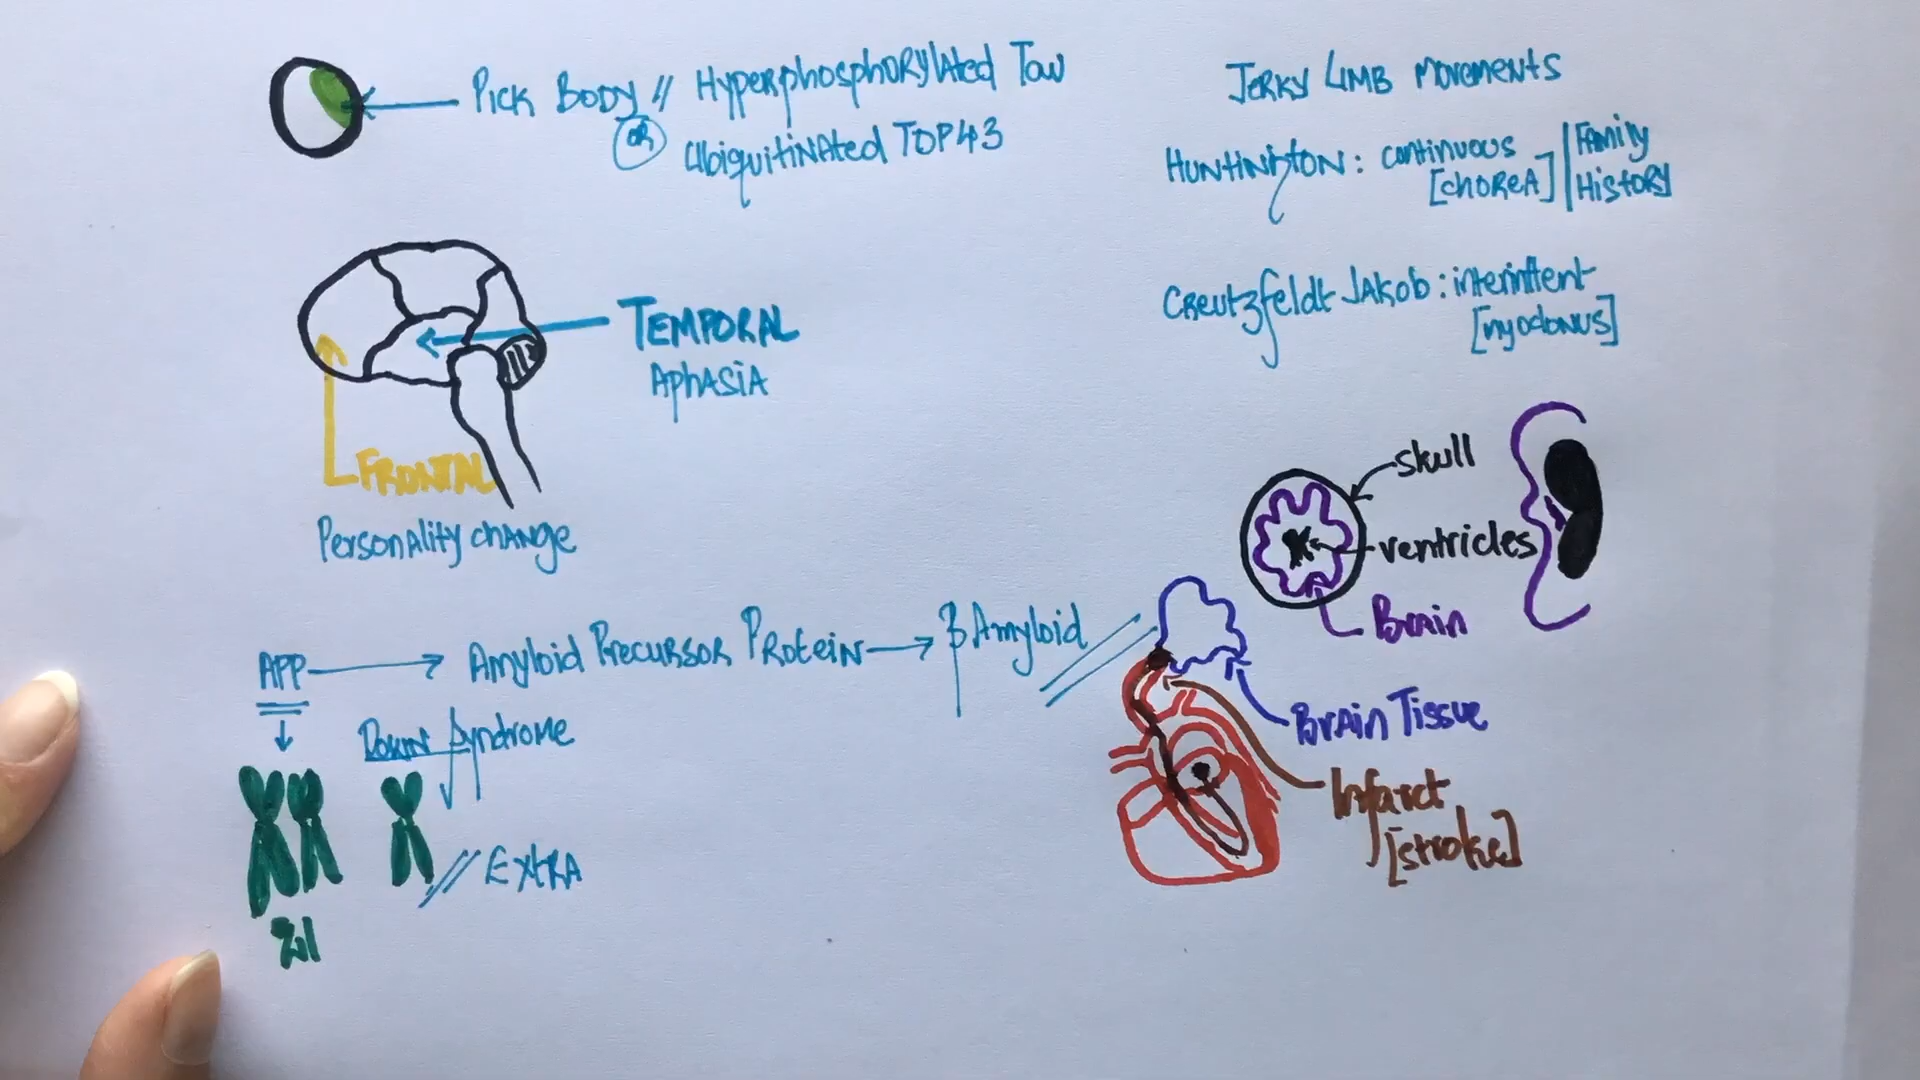 PICK BODY // HYPERPHOSPHORYLATED TAU
OR
UBIQUITINATED TDP43
TEMPORAL
APHASIA
FRONTAL
PERSONALITY CHANGE
APP → AMYLOID PRECURSOR PROTEIN → β AMYLOID
DOWN SYNDROME
EXTRA
21
JERKY LIMB MOVEMENTS
HUNTINGTON: CONTINUOUS
[CHOREA]
FAMILY
HISTORY
CREUTZFELDT JAKOB: intermittent
[myoclonus]
skull
ventricles
Brain
Brain Tissue
Infarct
[stroke]